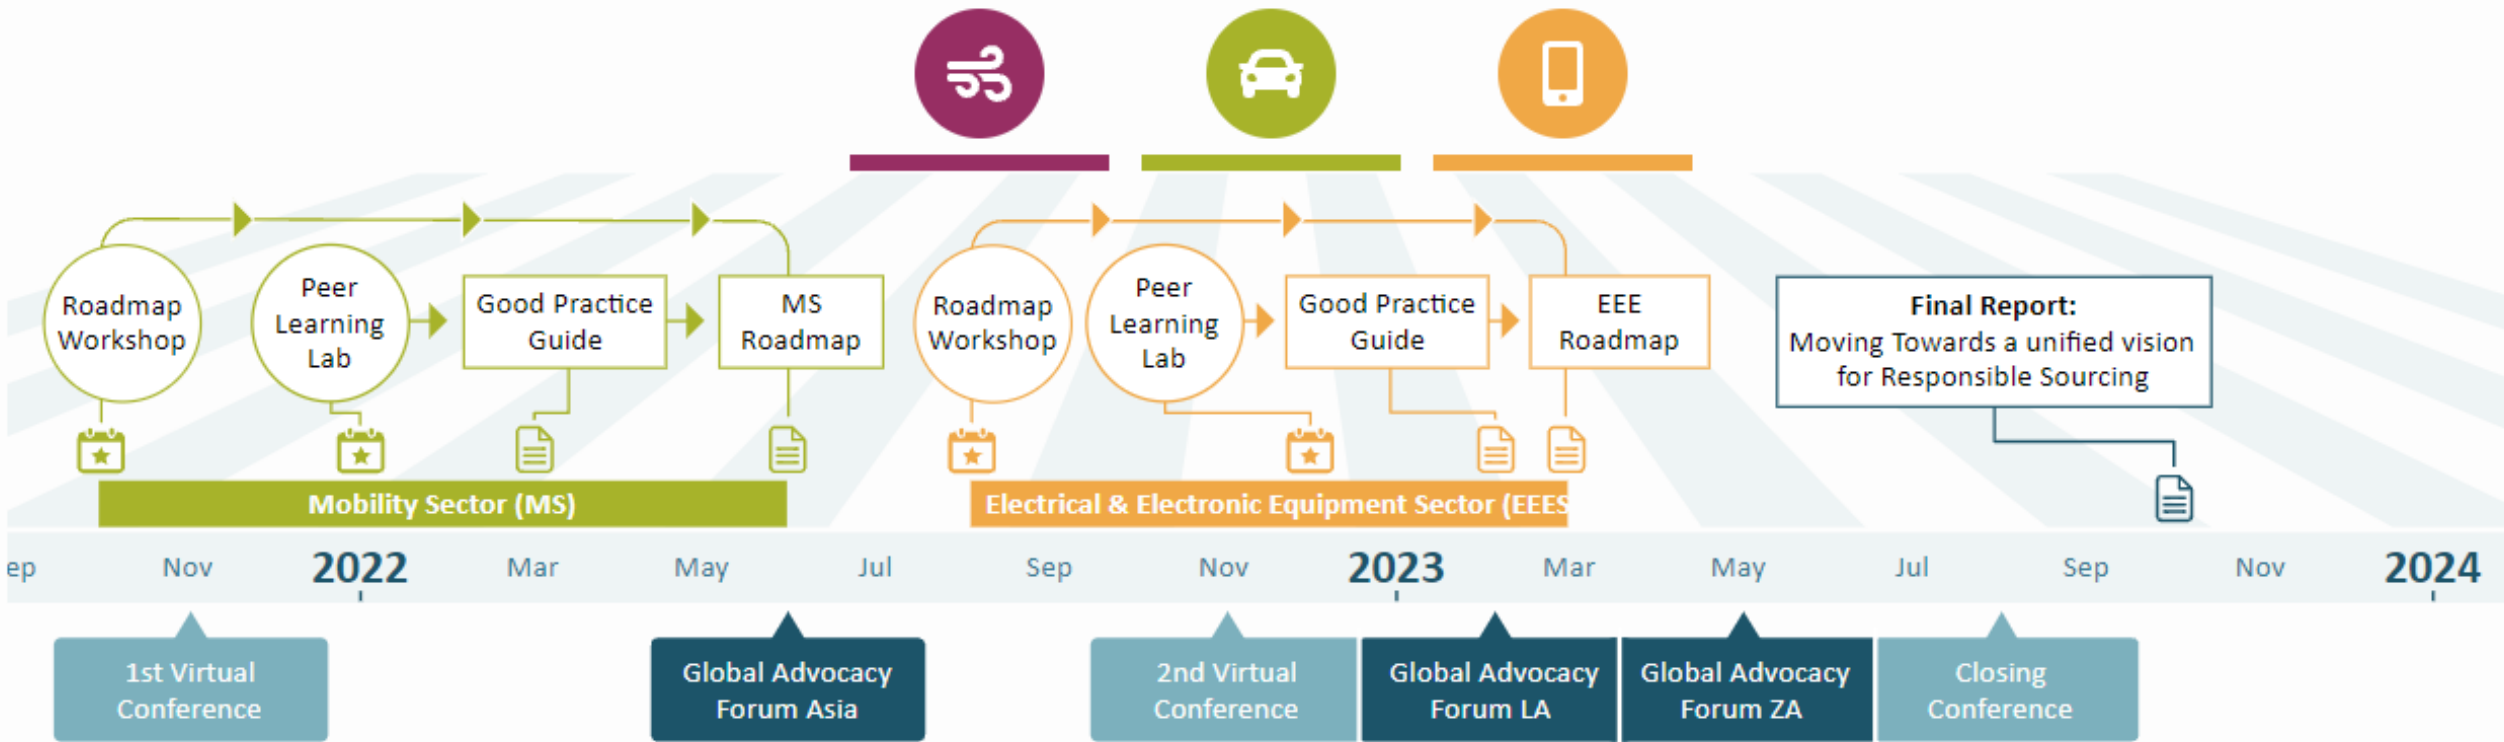 Roadmap
Workshop
Peer
Learning
Lab
Good Practice
Guide
MS
Roadmap
Roadmap
Workshop
Peer
Learning
Lab
Good Practice
Guide
EEE
Roadmap
Final Report:
Moving Towards a unified vision
for Responsible Sourcing
Mobility Sector (MS)
Electrical & Electronic Equipment Sector (EEES
ep Nov 2022 Mar May Jul Sep Nov 2023 Mar May Jul Sep Nov 2024
1st Virtual
Conference
Global Advocacy
Forum Asia
2nd Virtual
Conference
Global Advocacy
Forum LA
Global Advocacy
Forum ZA
Closing
Conference